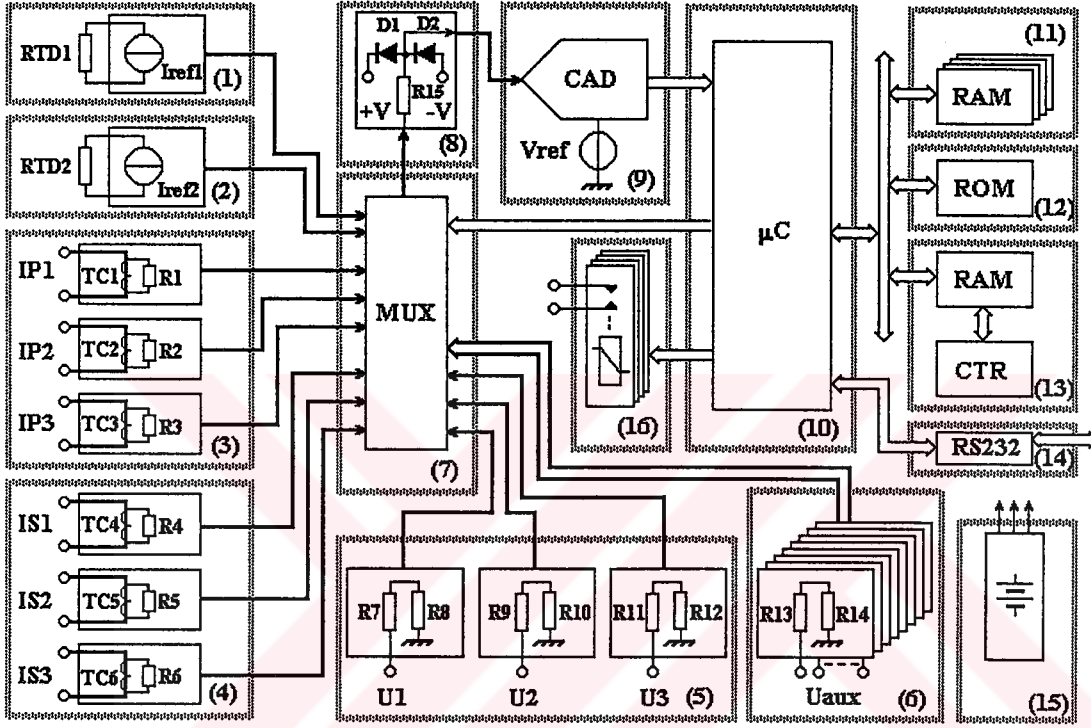 RTD1
Iref1
(1)
RTD2
Iref2
(2)
IP1
TC1
R1
IP2
TC2
R2
IP3
TC3
R3
(3)
IS1
TC4
R4
IS2
TC5
R5
IS3
TC6
R6
(4)
D1
D2
R15
+V
-V
(8)
MUX
(7)
CAD
Vref
(9)
(16)
μC
(10)
(11)
RAM
ROM
(12)
RAM
CTR
(13)
RS232
(14)
R7
R8
U1
R9
R10
U2
R11
R12
U3
(5)
R13
R14
Uaux
(6)
(15)